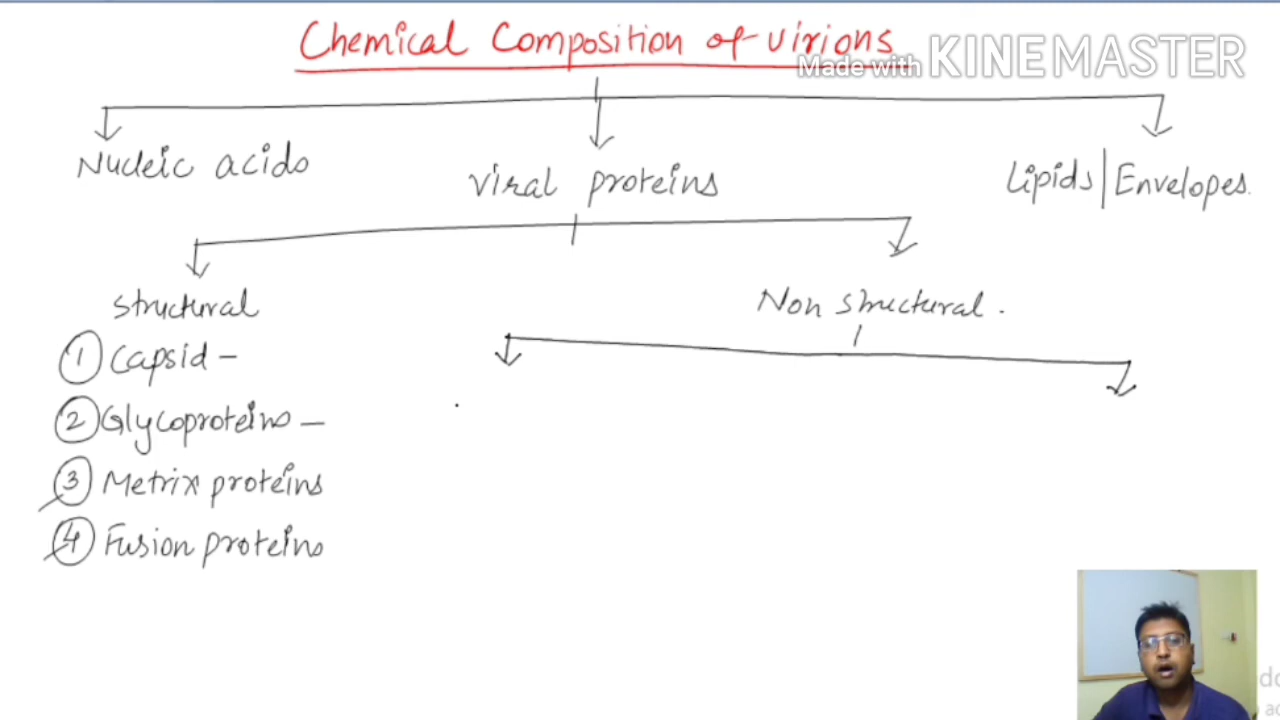 Chemical Composition of virions
Made with KINEMASTER
Nucleic acids
Viral proteins
Lipids | Envelopes.
Structural
Non structural.
1 Capsid –
2 Glycoproteins –
3 Metrix proteins
4 Fusion proteins